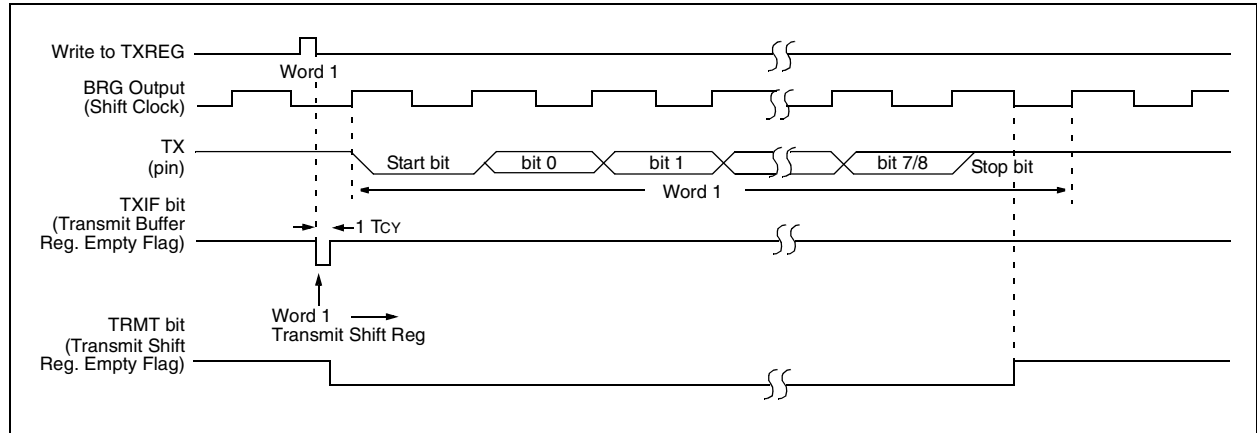 Write to TXREG
Word 1
BRG Output
(Shift Clock)
TX
(pin)
Start bit
bit 0
bit 1
bit 7/8
Stop bit
Word 1
TXIF bit
(Transmit Buffer
Reg. Empty Flag)
1 TCY
Word 1
Transmit Shift Reg
TRMT bit
(Transmit Shift
Reg. Empty Flag)